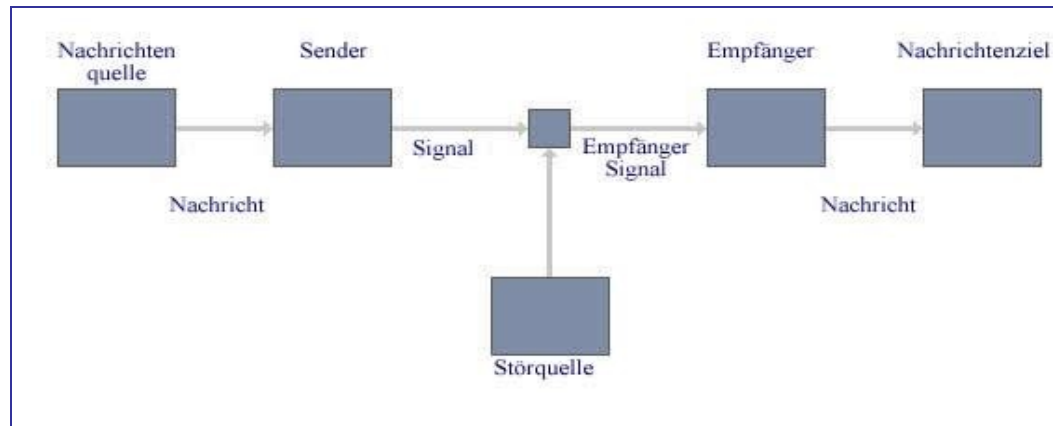 Nachrichten
quelle
Sender
Empfänger
Nachrichtenziel
Signal
Empfänger
Signal
Nachricht
Nachricht
Störquelle